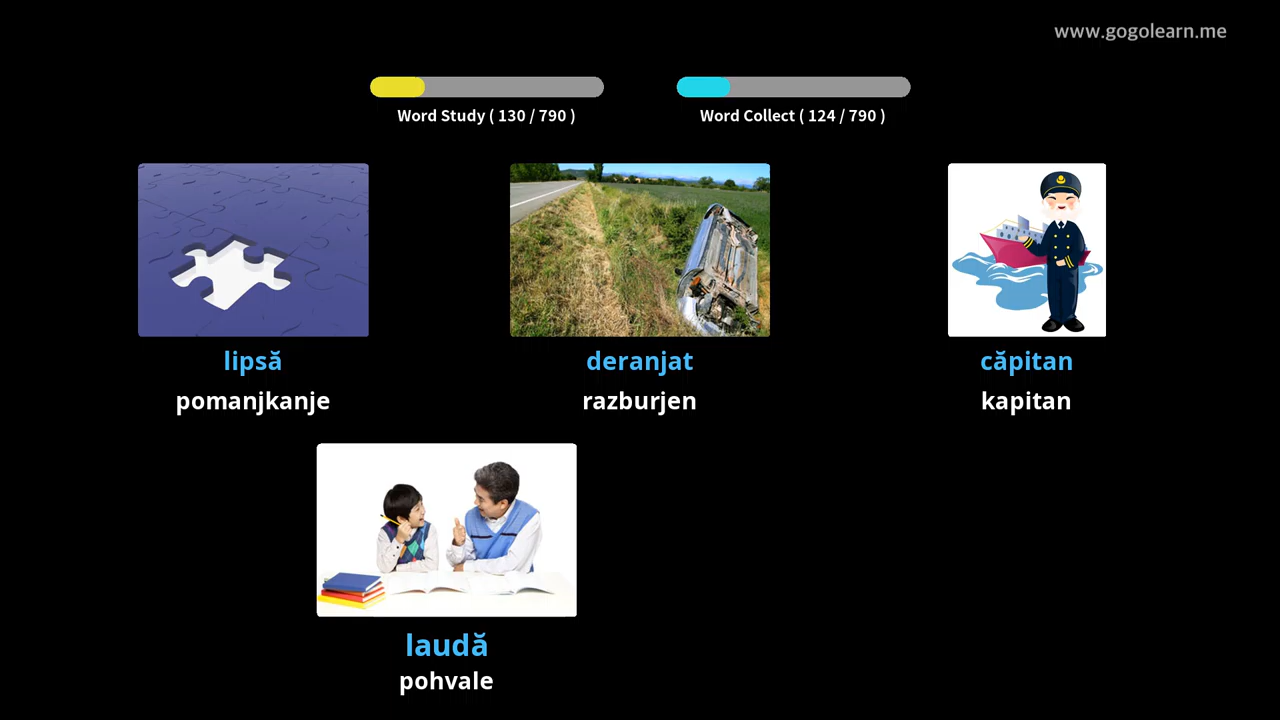 www.gogolearn.me
Word Study ( 130 / 790 )
Word Collect ( 124 / 790 )
lipsă
deranjat
căpitan
pomanjkanje
razburjen
kapitan
laudă
pohvale